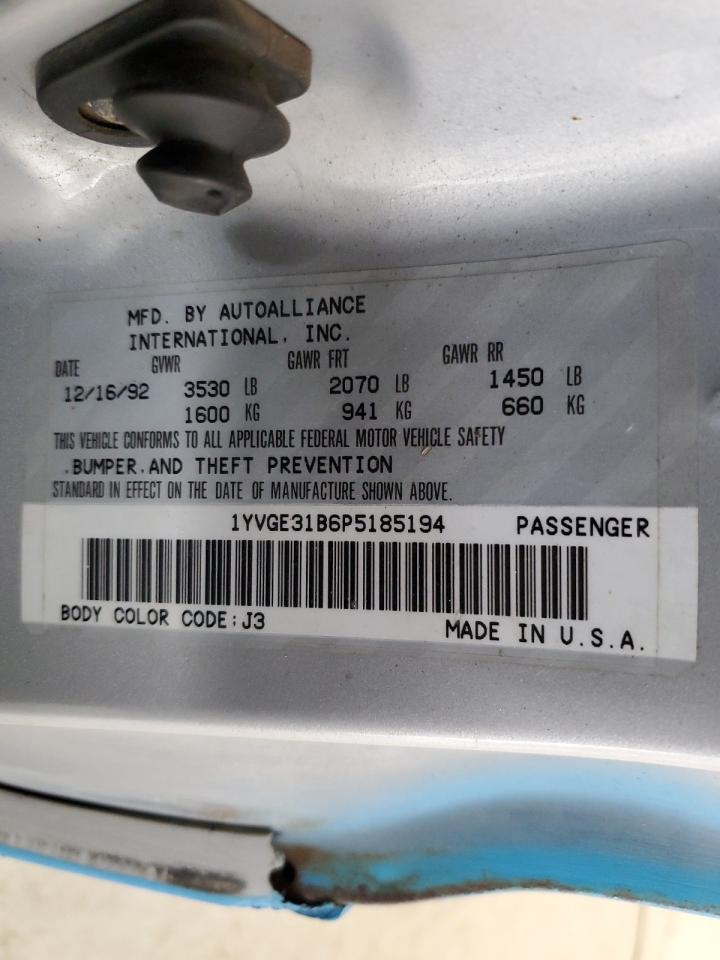 MFD. BY AUTOALLIANCE
INTERNATIONAL, INC.
DATE GVWR GAWR FRT GAWR RR
12/16/92 3530 LB 2070 LB 1450 LB
1600 KG 941 KG 660 KG
THIS VEHICLE CONFORMS TO ALL APPLICABLE FEDERAL MOTOR VEHICLE SAFETY
.BUMPER.AND THEFT PREVENTION
STANDARD IN EFFECT ON THE DATE OF MANUFACTURE SHOWN ABOVE.
1YVGE31B6P5185194 PASSENGER
BODY COLOR CODE:J3
MADE IN U.S.A.